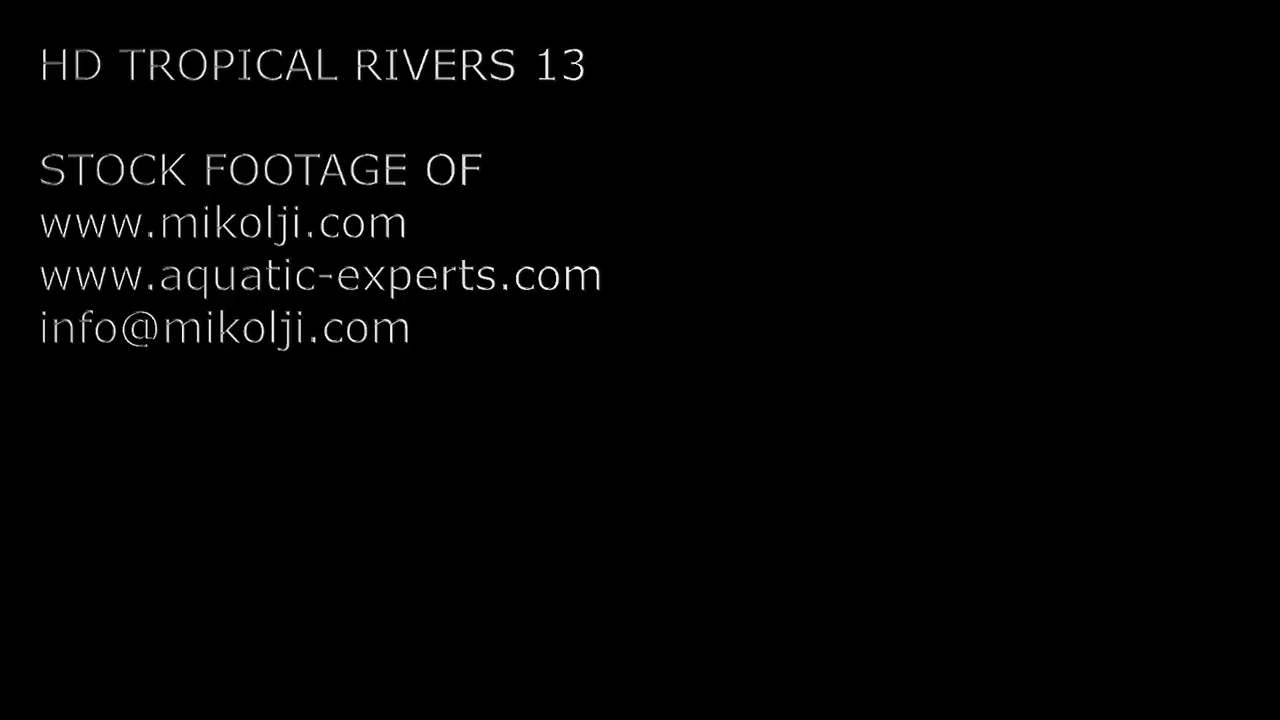 HD TROPICAL RIVERS 13
STOCK FOOTAGE OF
www.mikolji.com
www.aquatic-experts.com
info@mikolji.com